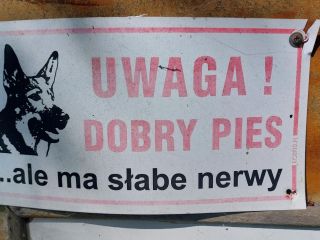 UWAGA !
DOBRY PIES
...ale ma słabe nerwy